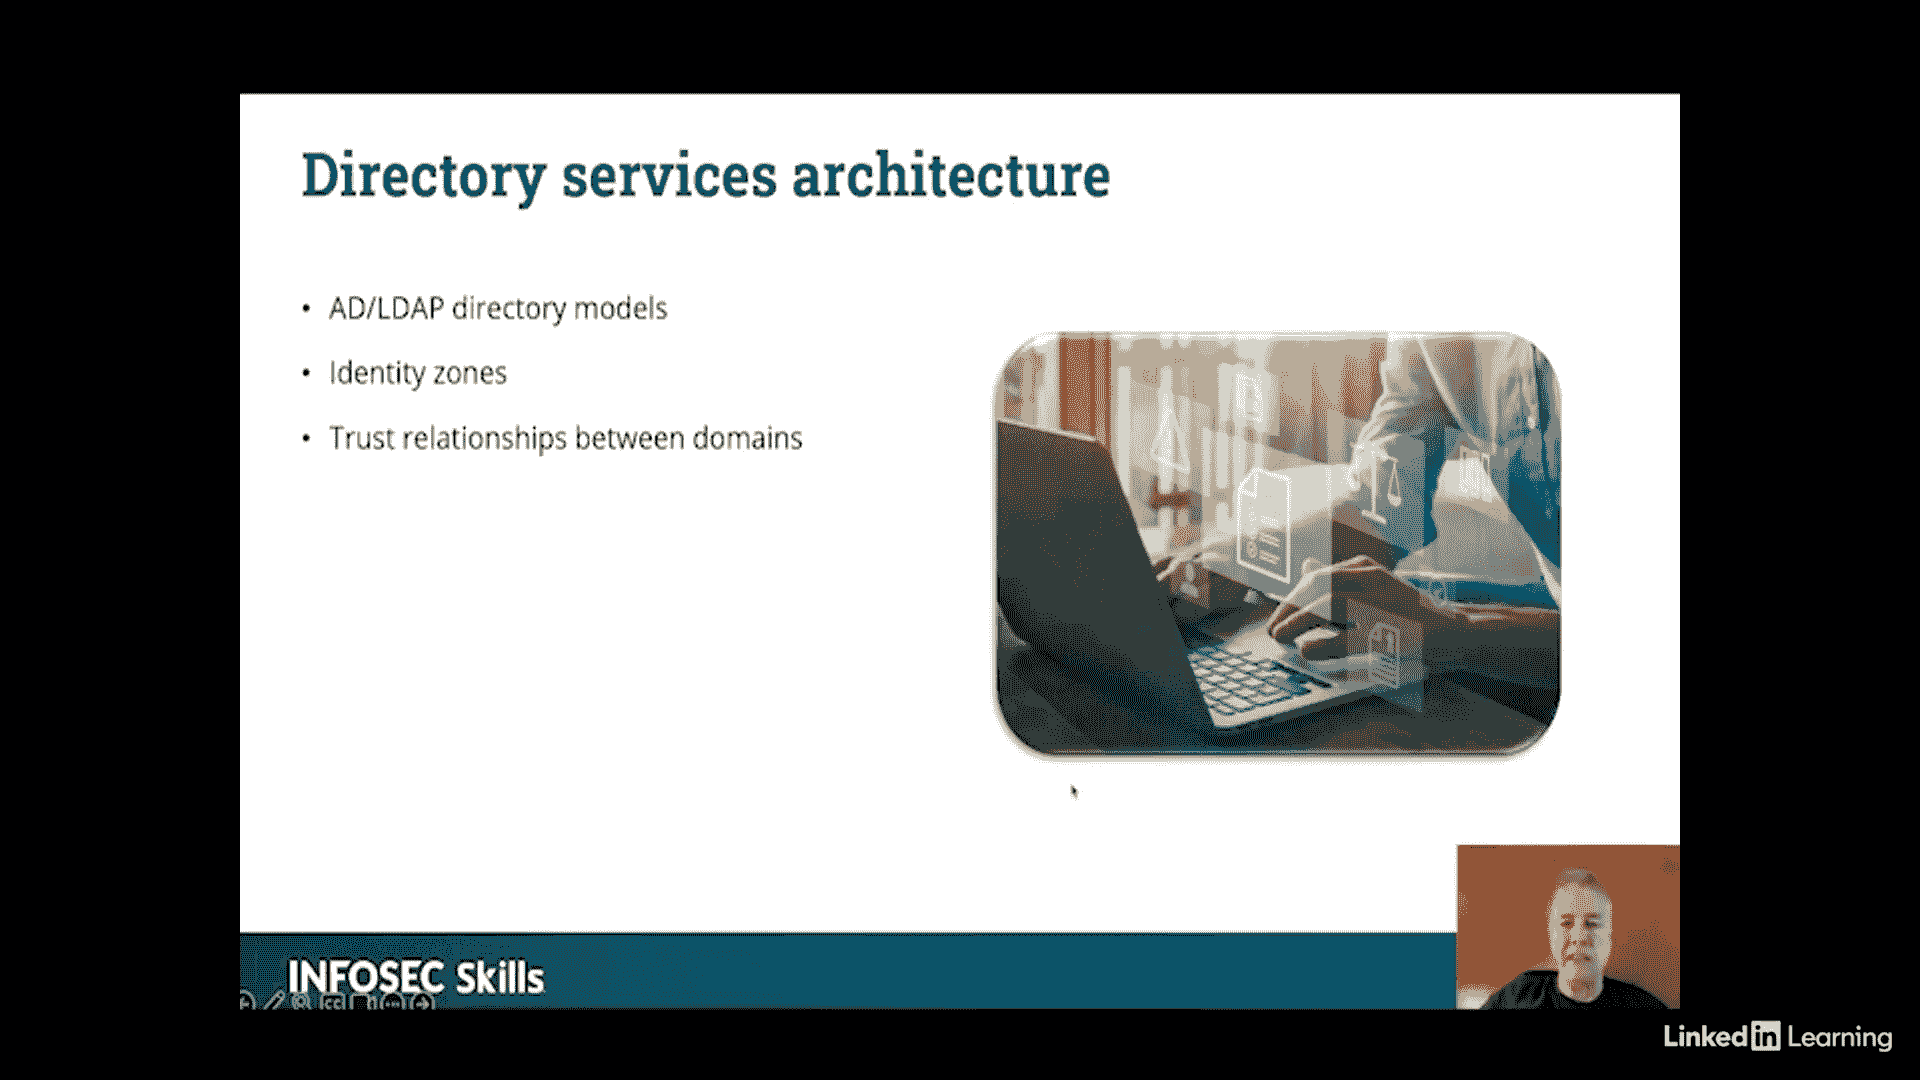 Directory services architecture
• AD/LDAP directory models
• Identity zones
• Trust relationships between domains
INFOSEC Skills
Linked in Learning